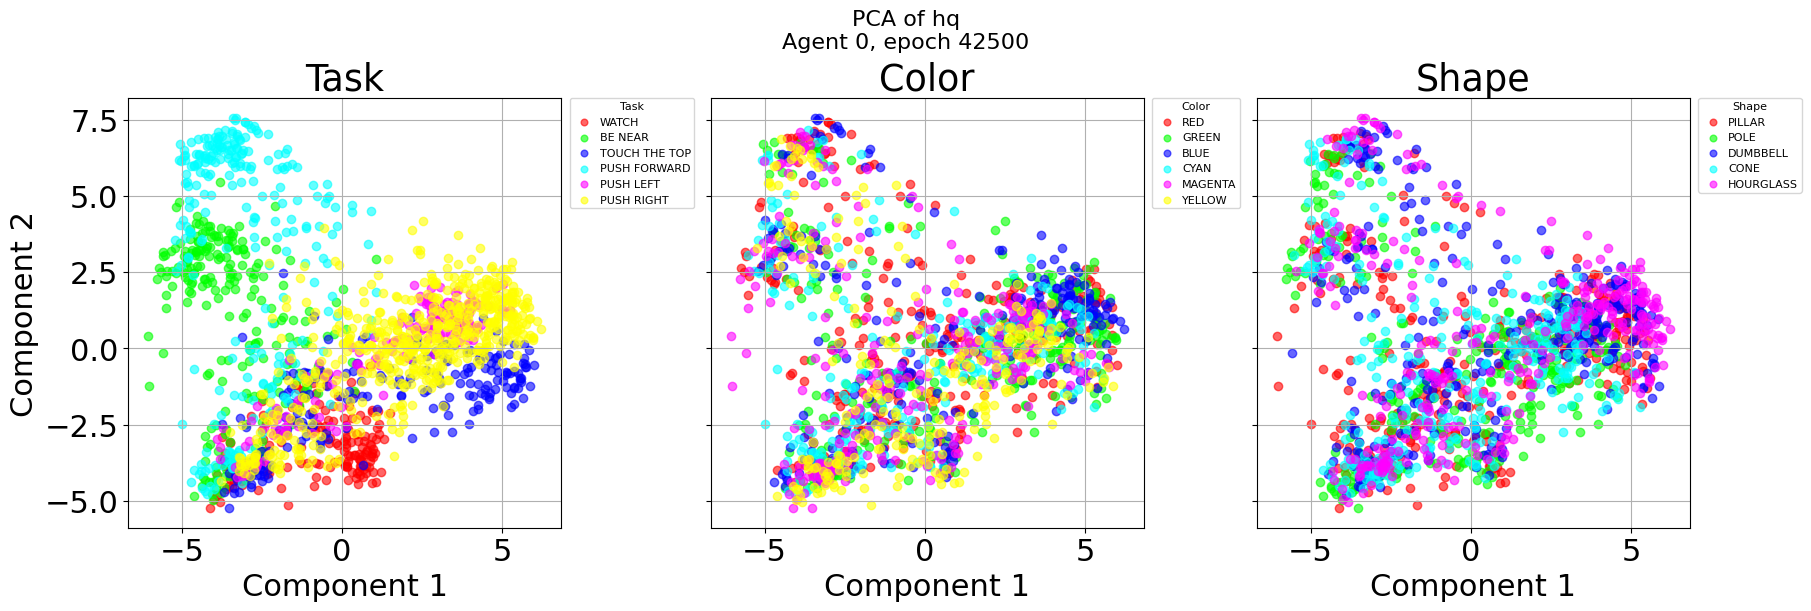 PCA of hq
Agent 0, epoch 42500
Task
Color
Shape
Task
WATCH
BE NEAR
TOUCH THE TOP
PUSH FORWARD
PUSH LEFT
PUSH RIGHT
Color
RED
GREEN
BLUE
CYAN
MAGENTA
YELLOW
Shape
PILLAR
POLE
DUMBBELL
CONE
HOURGLASS
Component 2
7.5
5.0
2.5
0.0
−2.5
−5.0
−5 0 5
−5 0 5
−5 0 5
Component 1
Component 1
Component 1